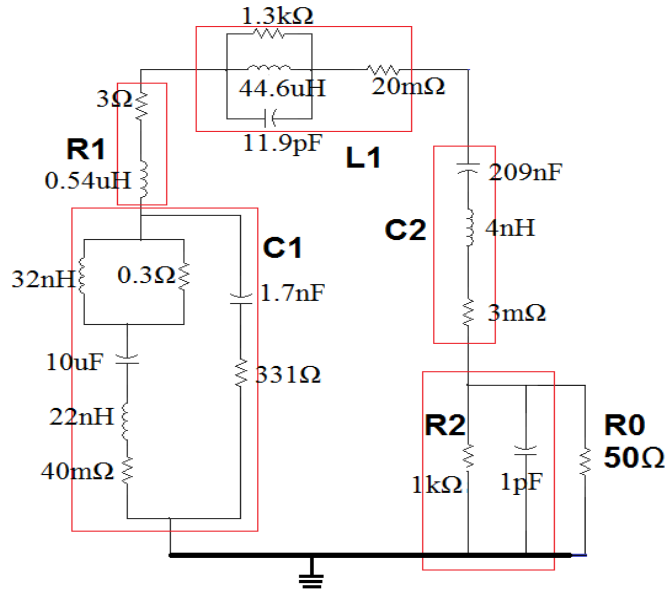 1.3kΩ
44.6uH
11.9pF
20mΩ
L1
3Ω
R1
0.54uH
C1
32nH
0.3Ω
1.7nF
10uF
331Ω
22nH
40mΩ
209nF
C2
4nH
3mΩ
R2
1kΩ
1pF
R0
50Ω